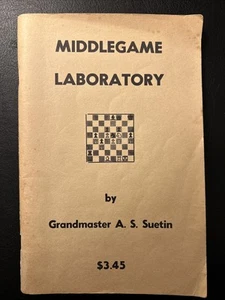 MIDDLEGAME
LABORATORY
by
Grandmaster A. S. Suetin
$3.45